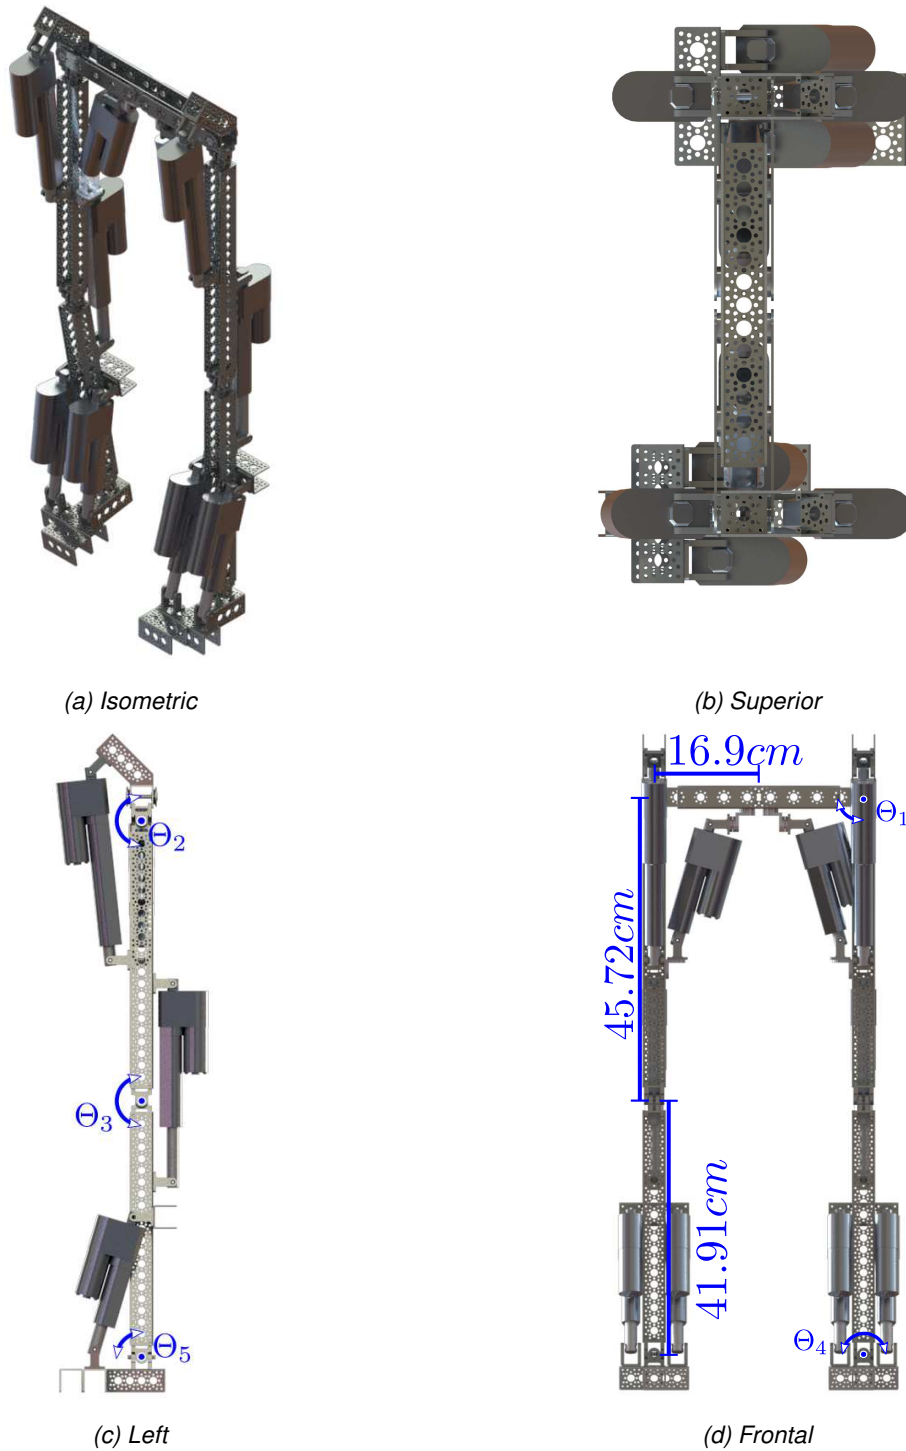 (a) Isometric
(b) Superior
16.9cm
Θ1
Θ2
45.72cm
Θ3
41.91cm
Θ4
Θ5
(c) Left
(d) Frontal